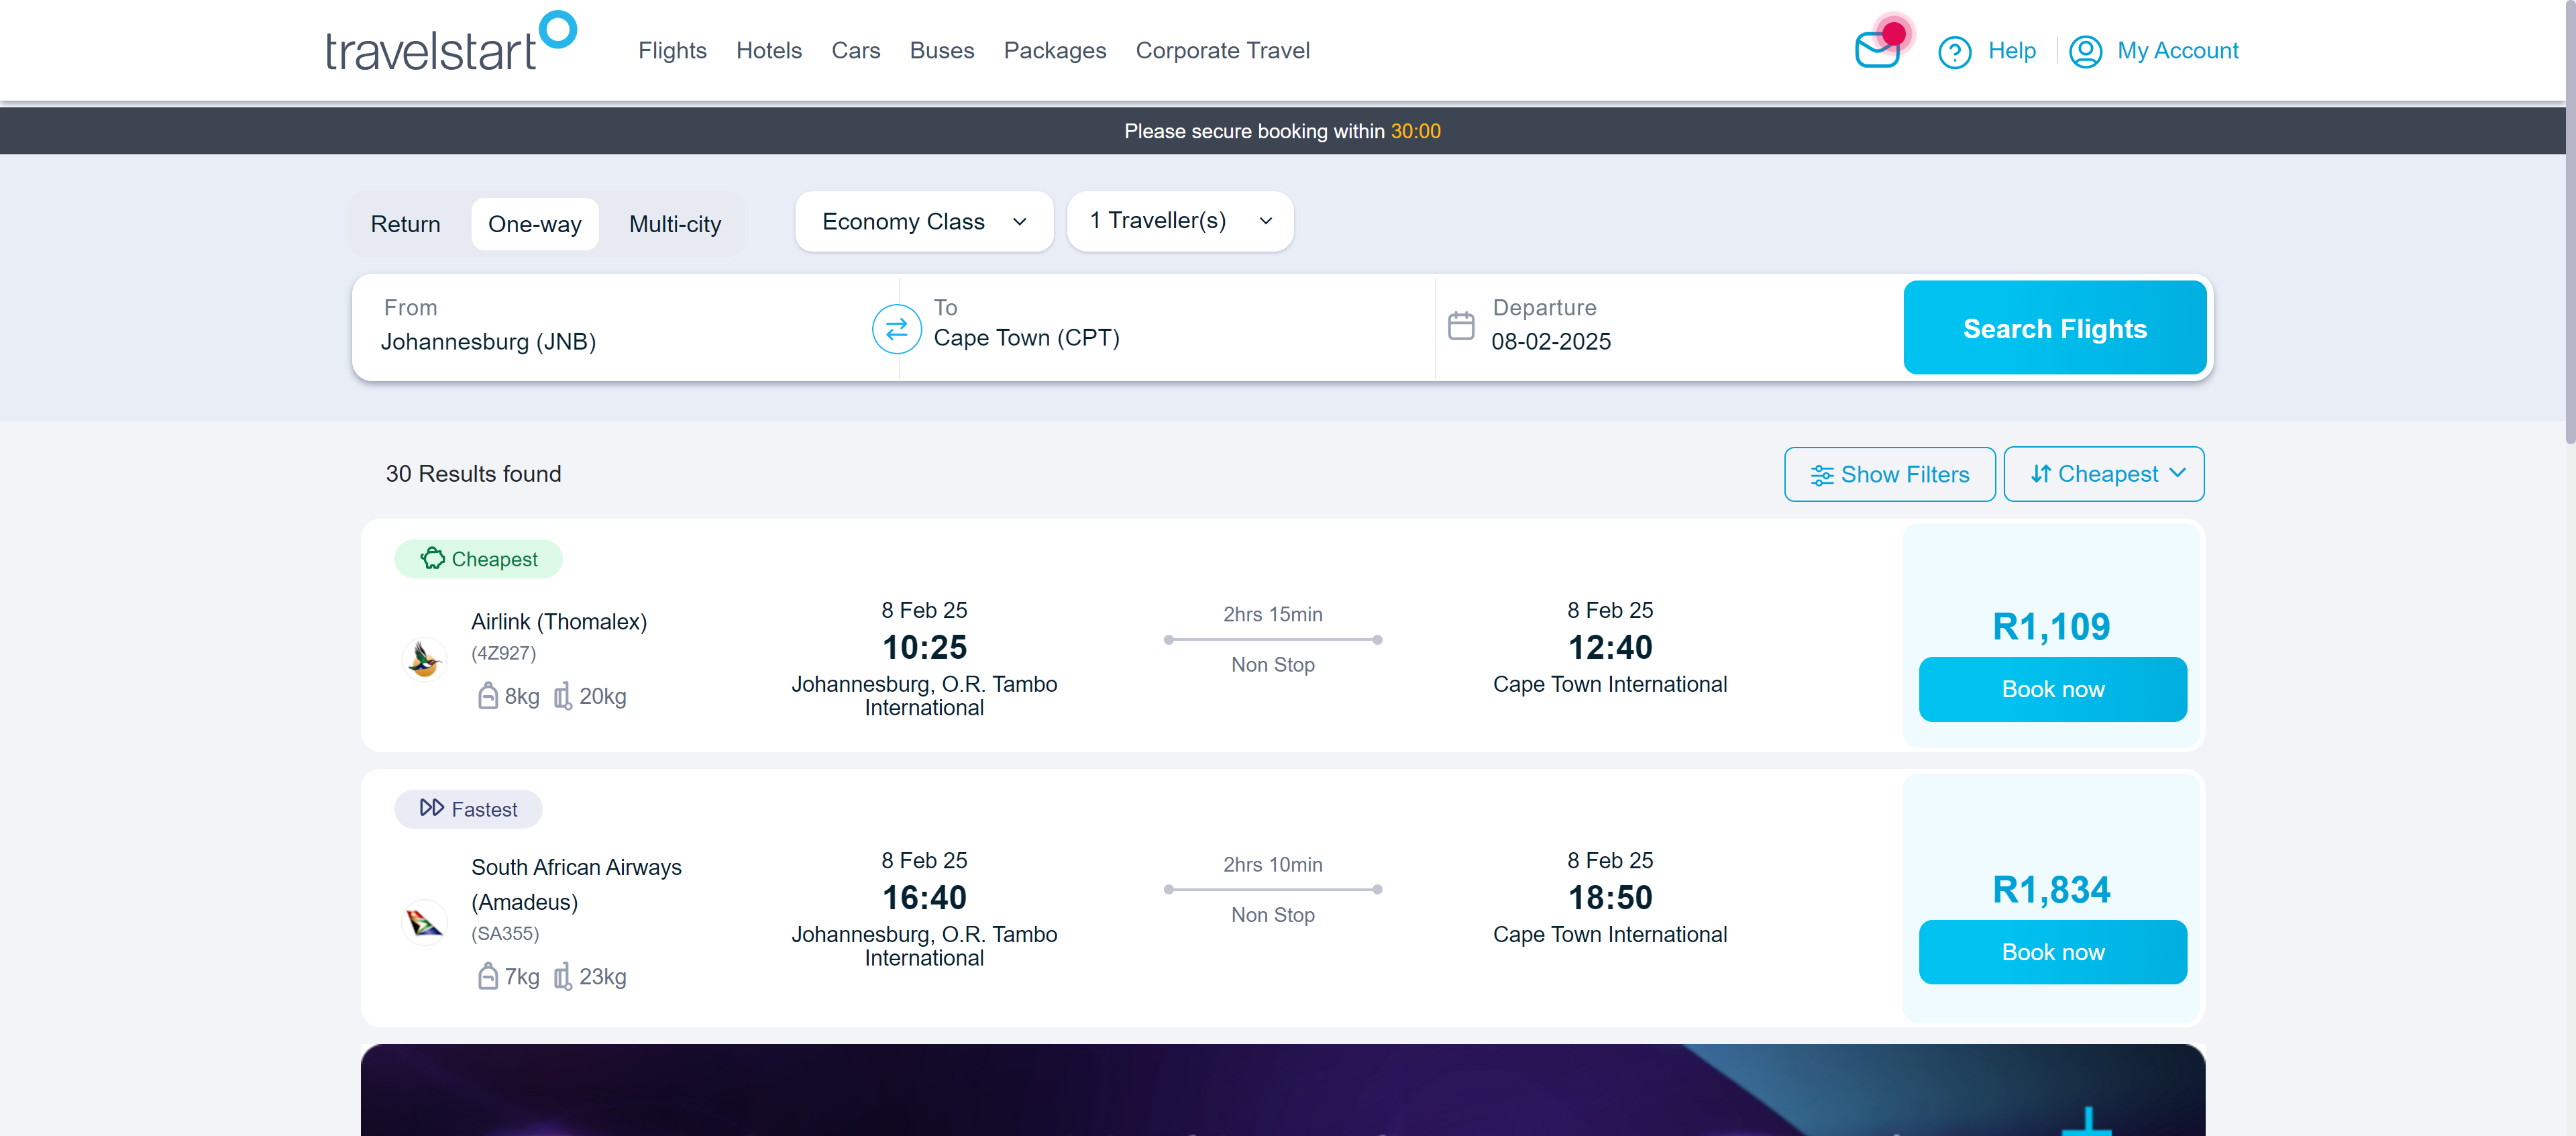 travelstart
Flights Hotels Cars Buses Packages Corporate Travel
Help My Account
Please secure booking within 30:00
Return One-way Multi-city Economy Class 1 Traveller(s)
From To Departure
Johannesburg (JNB) Cape Town (CPT) 08-02-2025 Search Flights
30 Results found Show Filters Cheapest
Cheapest
Airlink (Thomalex)
(4Z927)
8kg 20kg
8 Feb 25
10:25
Johannesburg, O.R. Tambo
International
2hrs 15min
Non Stop
8 Feb 25
12:40
Cape Town International
R1,109
Book now
Fastest
South African Airways
(Amadeus)
(SA355)
7kg 23kg
8 Feb 25
16:40
Johannesburg, O.R. Tambo
International
2hrs 10min
Non Stop
8 Feb 25
18:50
Cape Town International
R1,834
Book now